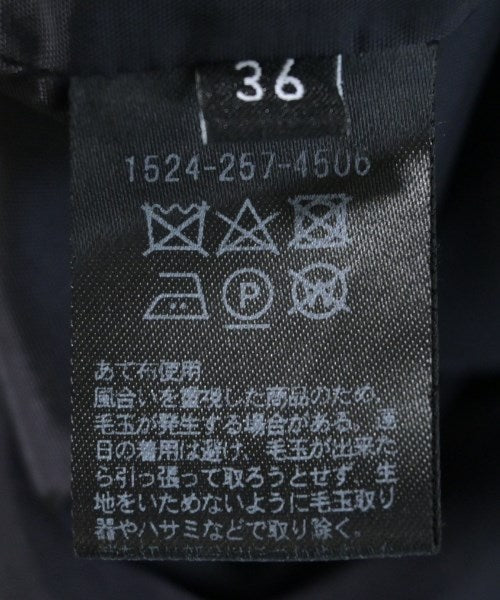 36
1524-257-4506
P
W
あて布使用
風合いを重視した商品のため、
毛玉が発生する場合がある。連
日の着用は避け、毛玉が出来た
ら引っ張って取ろうとせず、生
地をいためないように毛玉取り
器やハサミなどで取り除く。